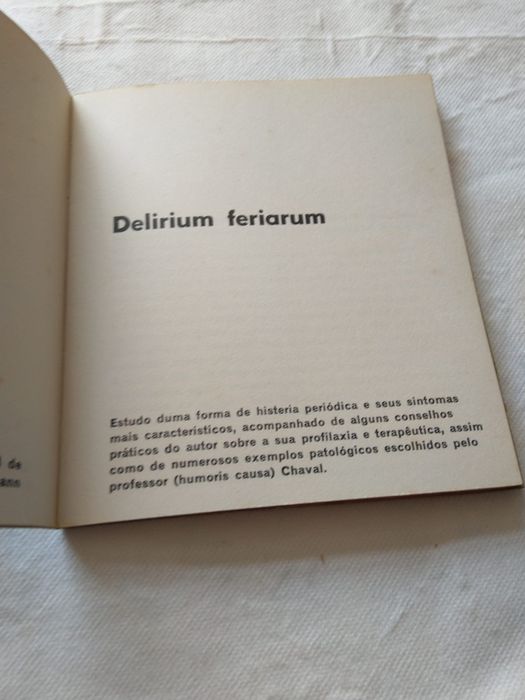 Delirium feriarum
Estudo duma forma de histeria periódica e seus sintomas
mais característicos, acompanhado de alguns conselhos
práticos do autor sobre a sua profilaxia e terapêutica, assim
como de numerosos exemplos patológicos escolhidos pelo
professor (humoris causa) Chaval.
de